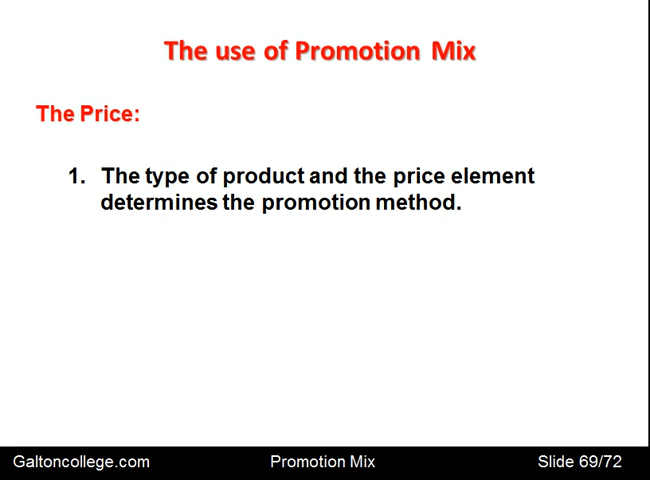 The use of Promotion Mix
The Price:
1. The type of product and the price element
determines the promotion method.
Galtoncollege.com Promotion Mix Slide 69/72